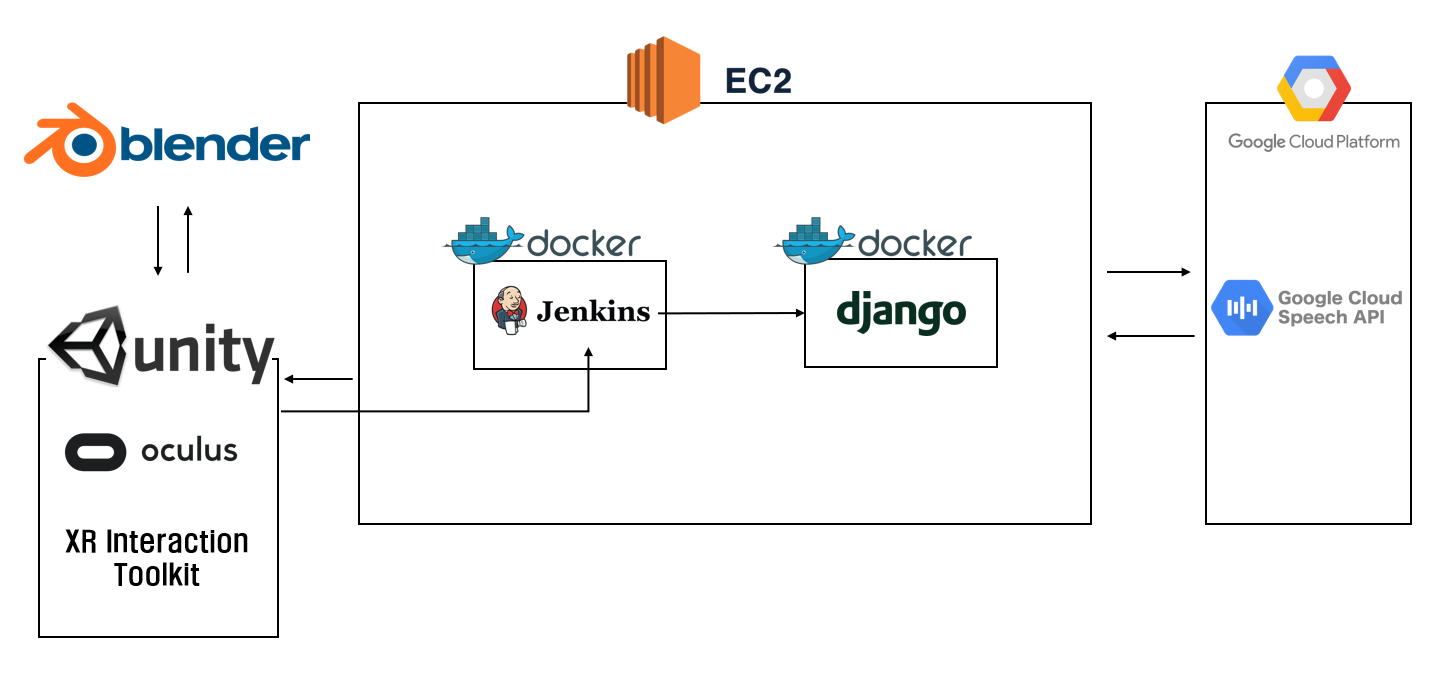 EC2
blender
Google Cloud Platform
docker
docker
Jenkins
django
Google Cloud
Speech API
unity
oculus
XR Interaction
Toolkit